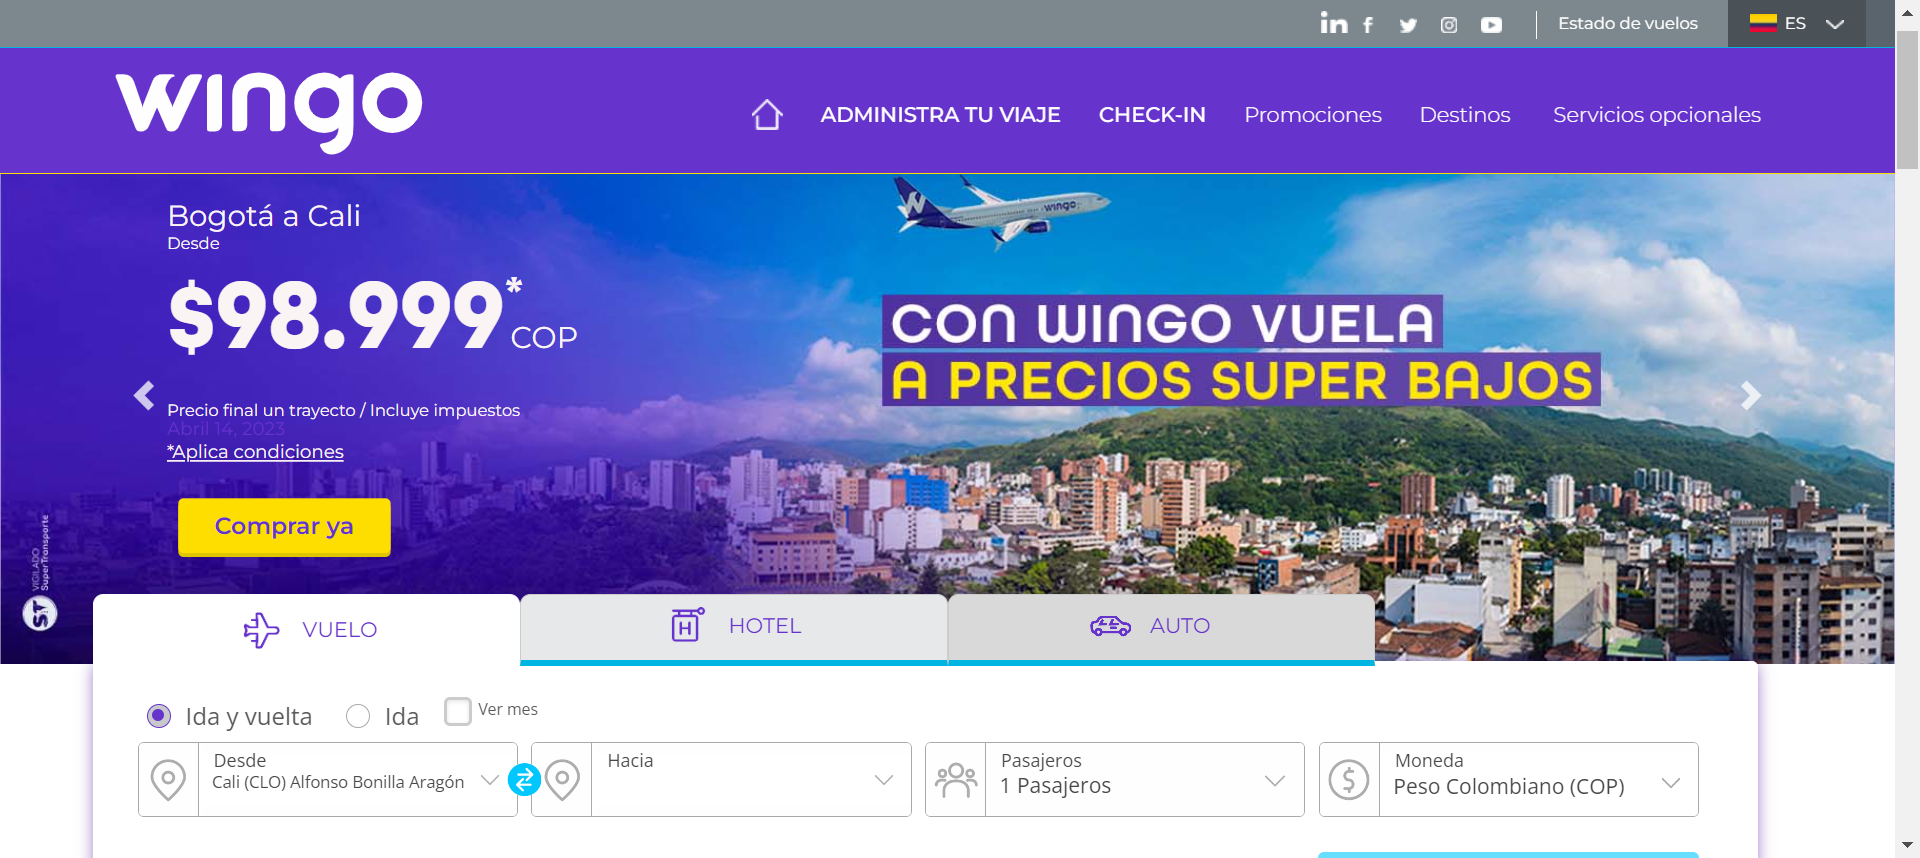 Estado de vuelos
ES
wingo
ADMINISTRA TU VIAJE
CHECK-IN
Promociones
Destinos
Servicios opcionales
Bogotá a Cali
Desde
$98.999*
COP
Precio final un trayecto / Incluye impuestos
Abril 14, 2023
*Aplica condiciones
Comprar ya
wingo
CON WINGO VUELA
A PRECIOS SUPER BAJOS
VIGILADO
SuperTransporte
ST
VUELO
HOTEL
AUTO
Ida y vuelta
Ida
Ver mes
Desde
Cali (CLO) Alfonso Bonilla Aragón
Hacia
Pasajeros
1 Pasajeros
Moneda
Peso Colombiano (COP)